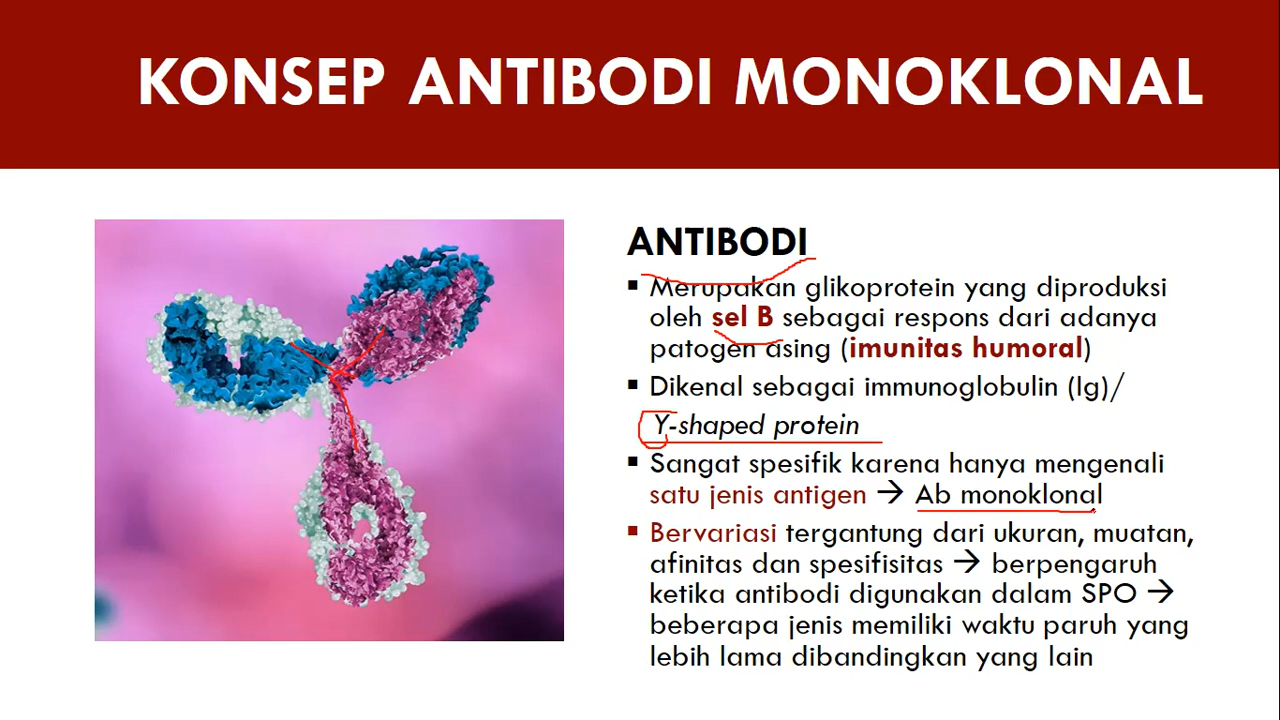 KONSEP ANTIBODI MONOKLONAL
ANTIBODI
▪ Merupakan glikoprotein yang diproduksi
oleh sel B sebagai respons dari adanya
patogen asing (imunitas humoral)
▪ Dikenal sebagai immunoglobulin (Ig)/
Y-shaped protein
▪ Sangat spesifik karena hanya mengenali
satu jenis antigen → Ab monoklonal
▪ Bervariasi tergantung dari ukuran, muatan,
afinitas dan spesifisitas → berpengaruh
ketika antibodi digunakan dalam SPO →
beberapa jenis memiliki waktu paruh yang
lebih lama dibandingkan yang lain